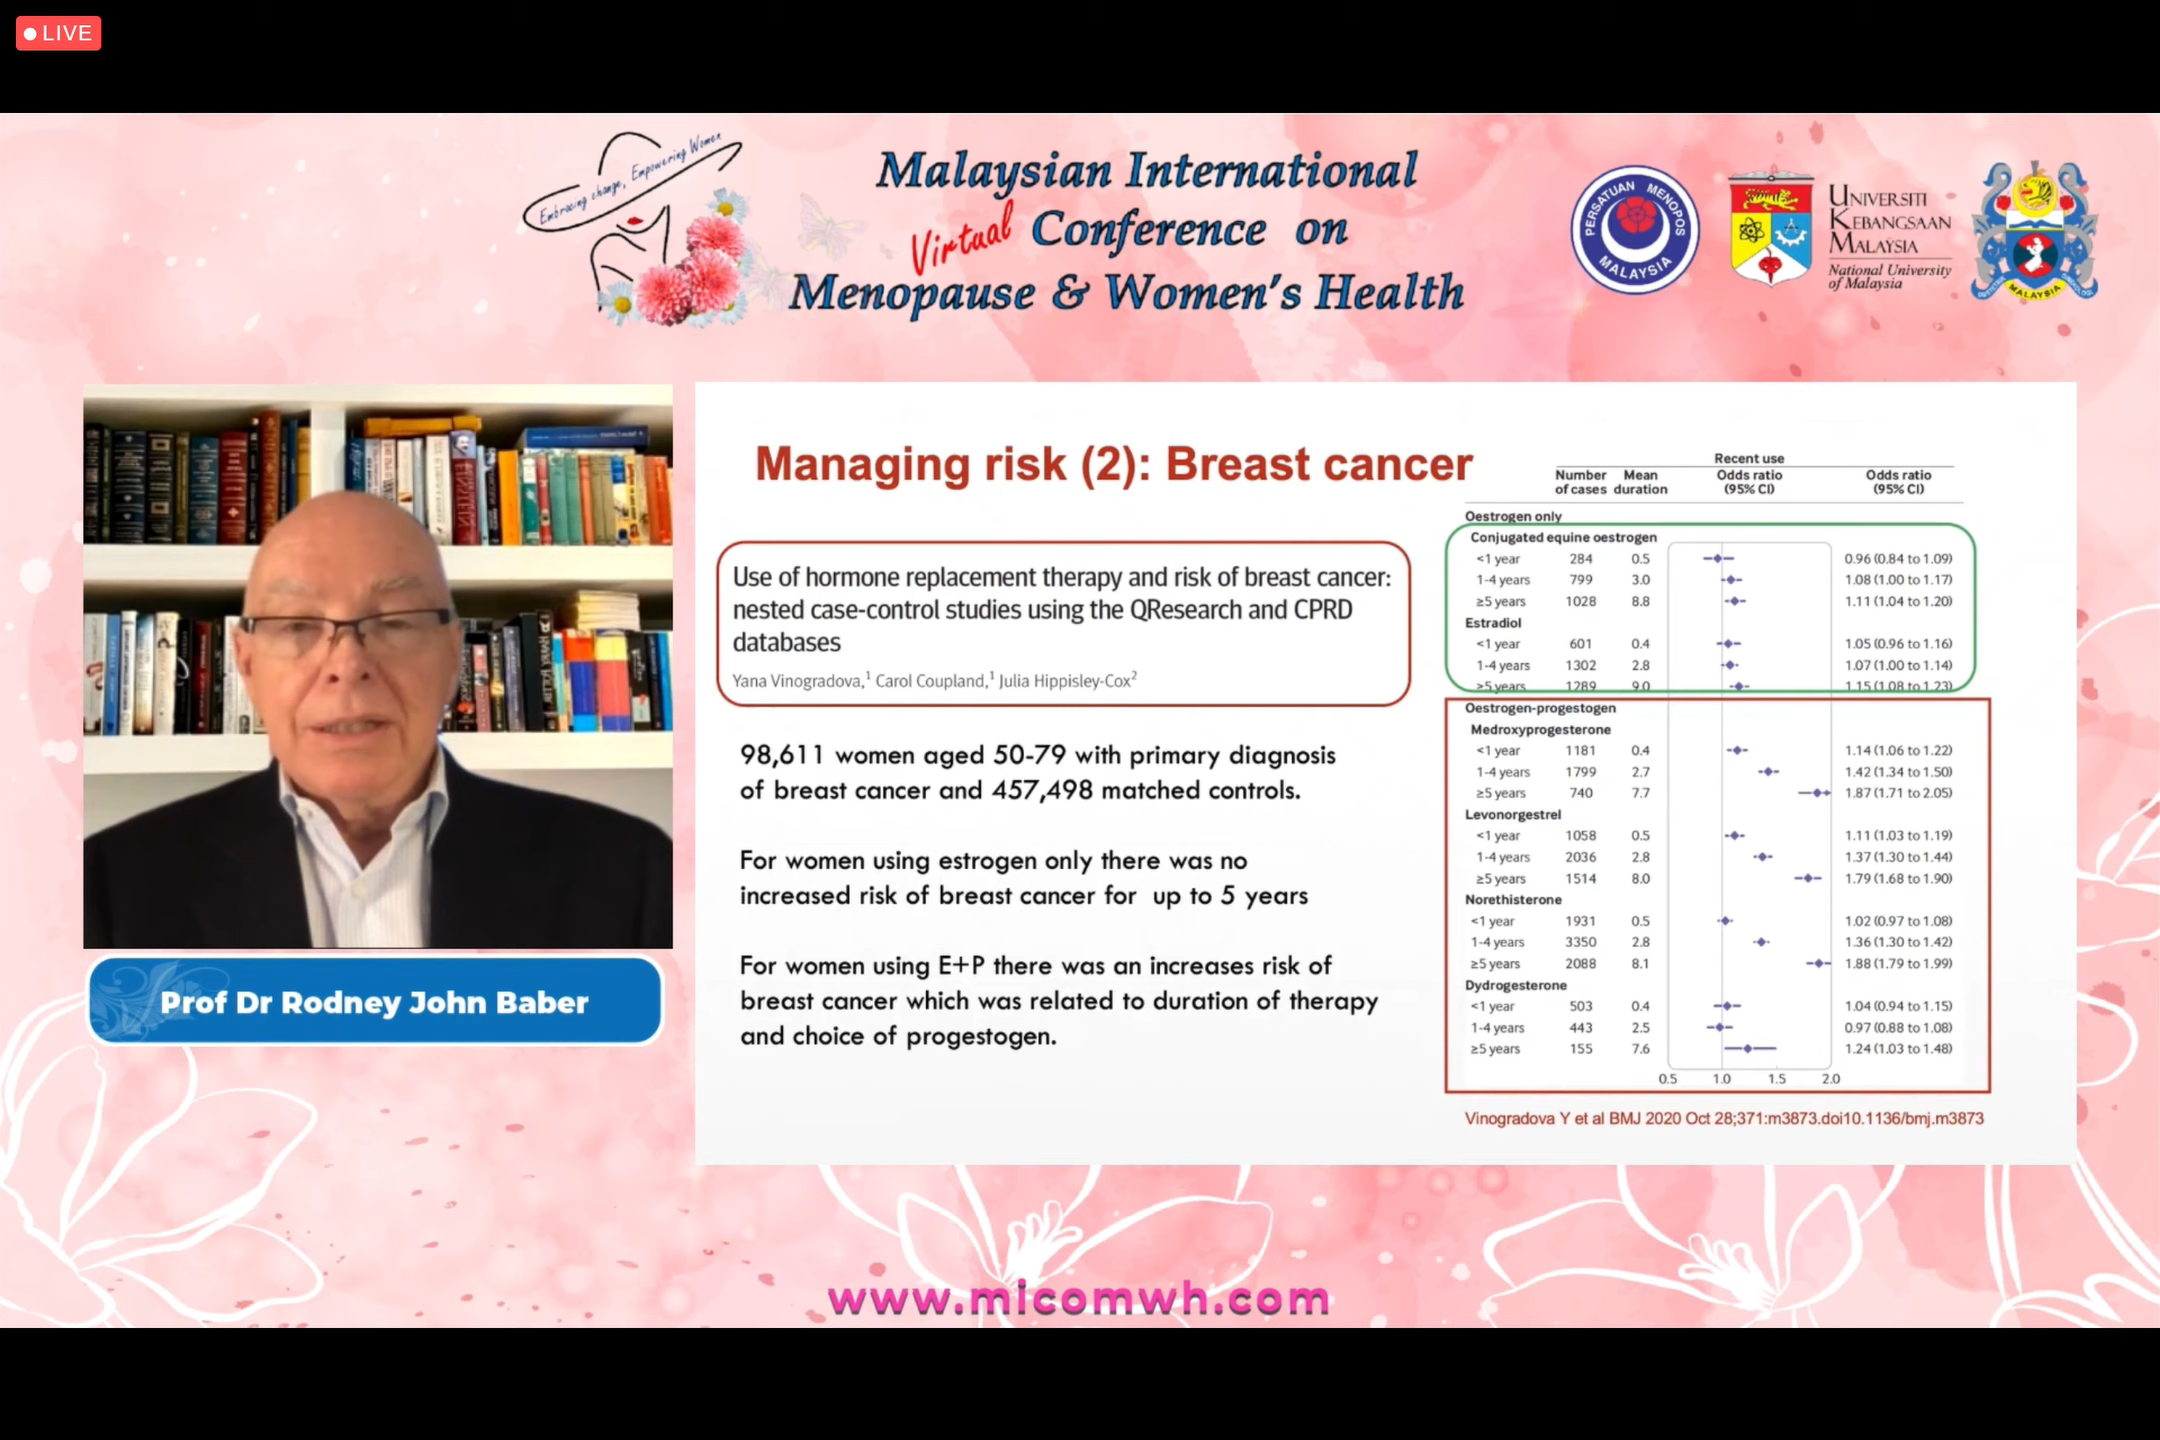 LIVE
Embracing change, Empowering Women
Malaysian International
Virtual Conference on
Menopause & Women's Health
PERSATUAN MENOPOS
MALAYSIA
UNIVERSITI
KEBANGSAAN
MALAYSIA
National University
of Malaysia
MALAYSIA
Managing risk (2): Breast cancer
Use of hormone replacement therapy and risk of breast cancer:
nested case-control studies using the QResearch and CPRD
databases
Yana Vinogradova,1 Carol Coupland,1 Julia Hippisley-Cox2
98,611 women aged 50-79 with primary diagnosis
of breast cancer and 457,498 matched controls.
For women using estrogen only there was no
increased risk of breast cancer for up to 5 years
For women using E+P there was an increases risk of
breast cancer which was related to duration of therapy
and choice of progestogen.
Recent use
Number Mean Odds ratio Odds ratio
of cases duration (95% CI) (95% CI)
Oestrogen only
Conjugated equine oestrogen
<1 year 284 0.5 0.96 (0.84 to 1.09)
1-4 years 799 3.0 1.08 (1.00 to 1.17)
≥5 years 1028 8.8 1.11 (1.04 to 1.20)
Estradiol
<1 year 601 0.4 1.05 (0.96 to 1.16)
1-4 years 1302 2.8 1.07 (1.00 to 1.14)
≥5 years 1289 9.0 1.15 (1.08 to 1.23)
Oestrogen-progestogen
Medroxyprogesterone
<1 year 1181 0.4 1.14 (1.06 to 1.22)
1-4 years 1799 2.7 1.42 (1.34 to 1.50)
≥5 years 740 7.7 1.87 (1.71 to 2.05)
Levonorgestrel
<1 year 1058 0.5 1.11 (1.03 to 1.19)
1-4 years 2036 2.8 1.37 (1.30 to 1.44)
≥5 years 1514 8.0 1.79 (1.68 to 1.90)
Norethisterone
<1 year 1931 0.5 1.02 (0.97 to 1.08)
1-4 years 3350 2.8 1.36 (1.30 to 1.42)
≥5 years 2088 8.1 1.88 (1.79 to 1.99)
Dydrogesterone
<1 year 503 0.4 1.04 (0.94 to 1.15)
1-4 years 443 2.5 0.97 (0.88 to 1.08)
≥5 years 155 7.6 1.24 (1.03 to 1.48)
0.5 1.0 1.5 2.0
Vinogradova Y et al BMJ 2020 Oct 28;371:m3873.doi10.1136/bmj.m3873
Prof Dr Rodney John Baber
www.micomwh.com